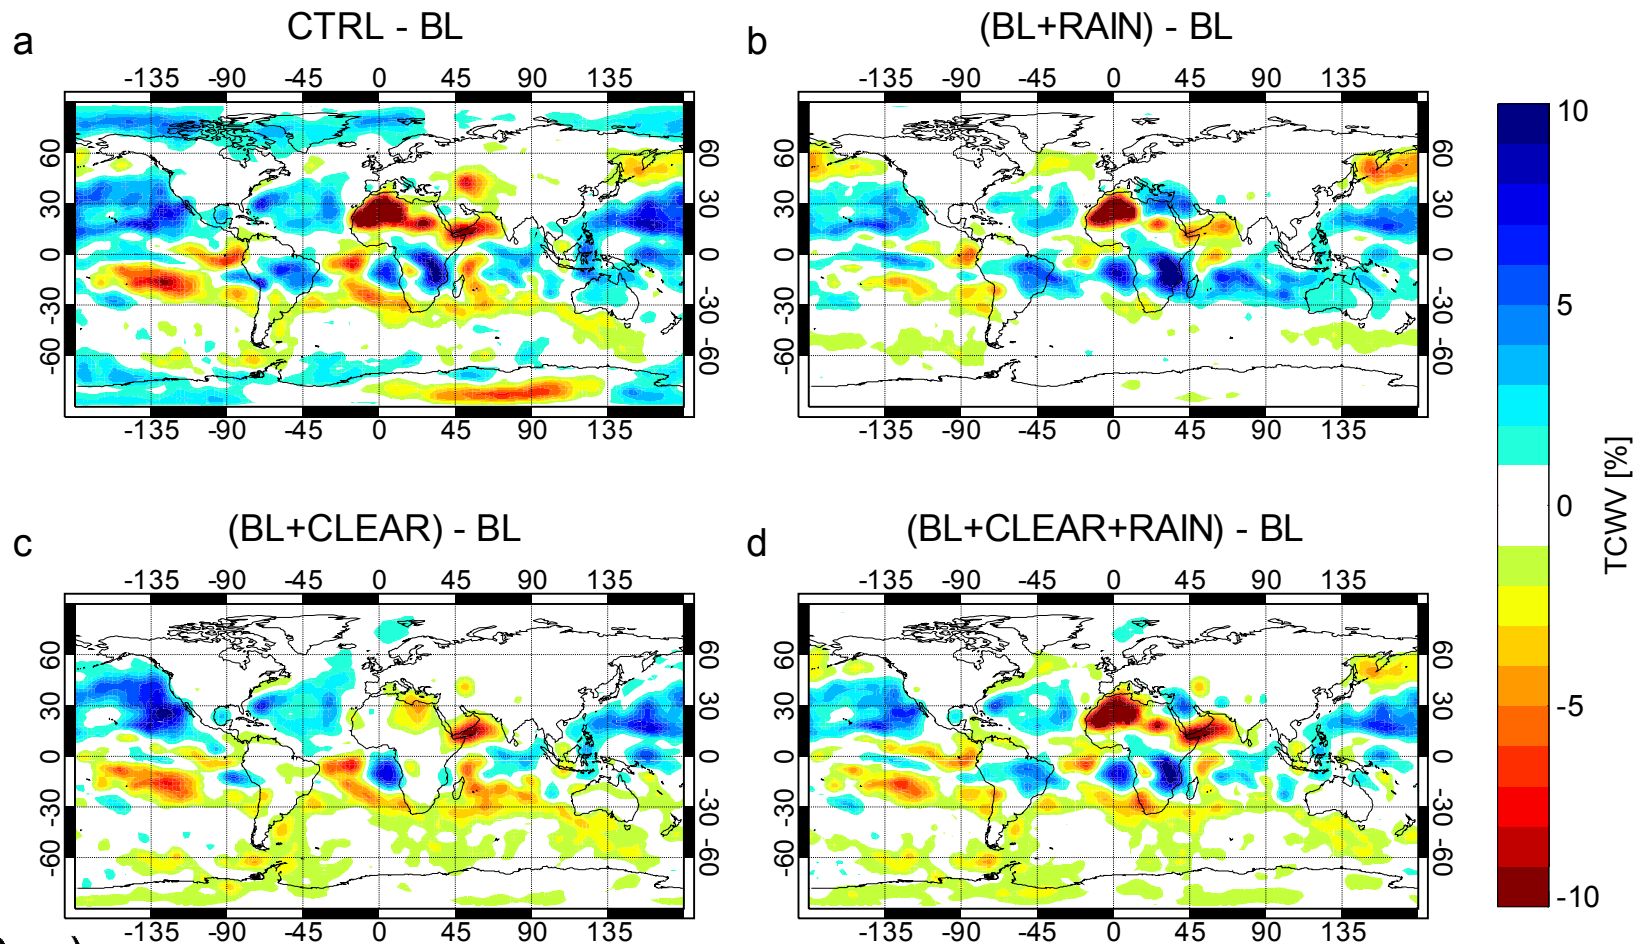 a
CTRL - BL
b
(BL+RAIN) - BL
-135 -90 -45 0 45 90 135
-135 -90 -45 0 45 90 135
60 30 0 -30 -60
60 30 0 -30 -60
60 30 0 -30 -60
60 30 0 -30 -60
-135 -90 -45 0 45 90 135
-135 -90 -45 0 45 90 135
c
(BL+CLEAR) - BL
d
(BL+CLEAR+RAIN) - BL
-135 -90 -45 0 45 90 135
-135 -90 -45 0 45 90 135
60 30 0 -30 -60
60 30 0 -30 -60
60 30 0 -30 -60
60 30 0 -30 -60
-135 -90 -45 0 45 90 135
-135 -90 -45 0 45 90 135
10
5
0
-5
-10
TCWV [%]